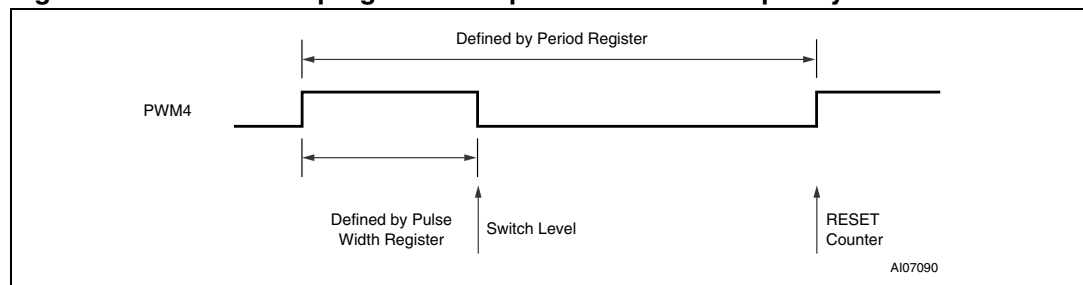 Defined by Period Register
PWM4
Defined by Pulse
Width Register
Switch Level
RESET
Counter
AI07090